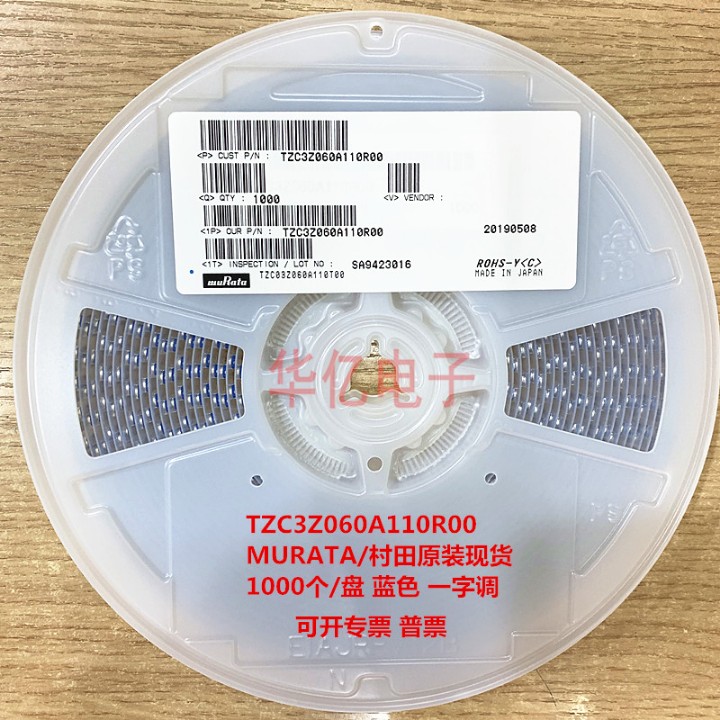 <P> CUST P/N : TZC3Z060A110R00
<Q> QTY : 1000 <V> VENDOR :
<1P> OUR P/N : TZC3Z060A110R00 20190508
<1T> INSPECTION / LOT NO : SA9423016 ROHS-Y<C>
muRata TZC03Z060A110T00 MADE IN JAPAN
PS
华亿电子
TZC3Z060A110R00
MURATA/村田原装现货
1000个/盘 蓝色 一字调
可开专票 普票
N